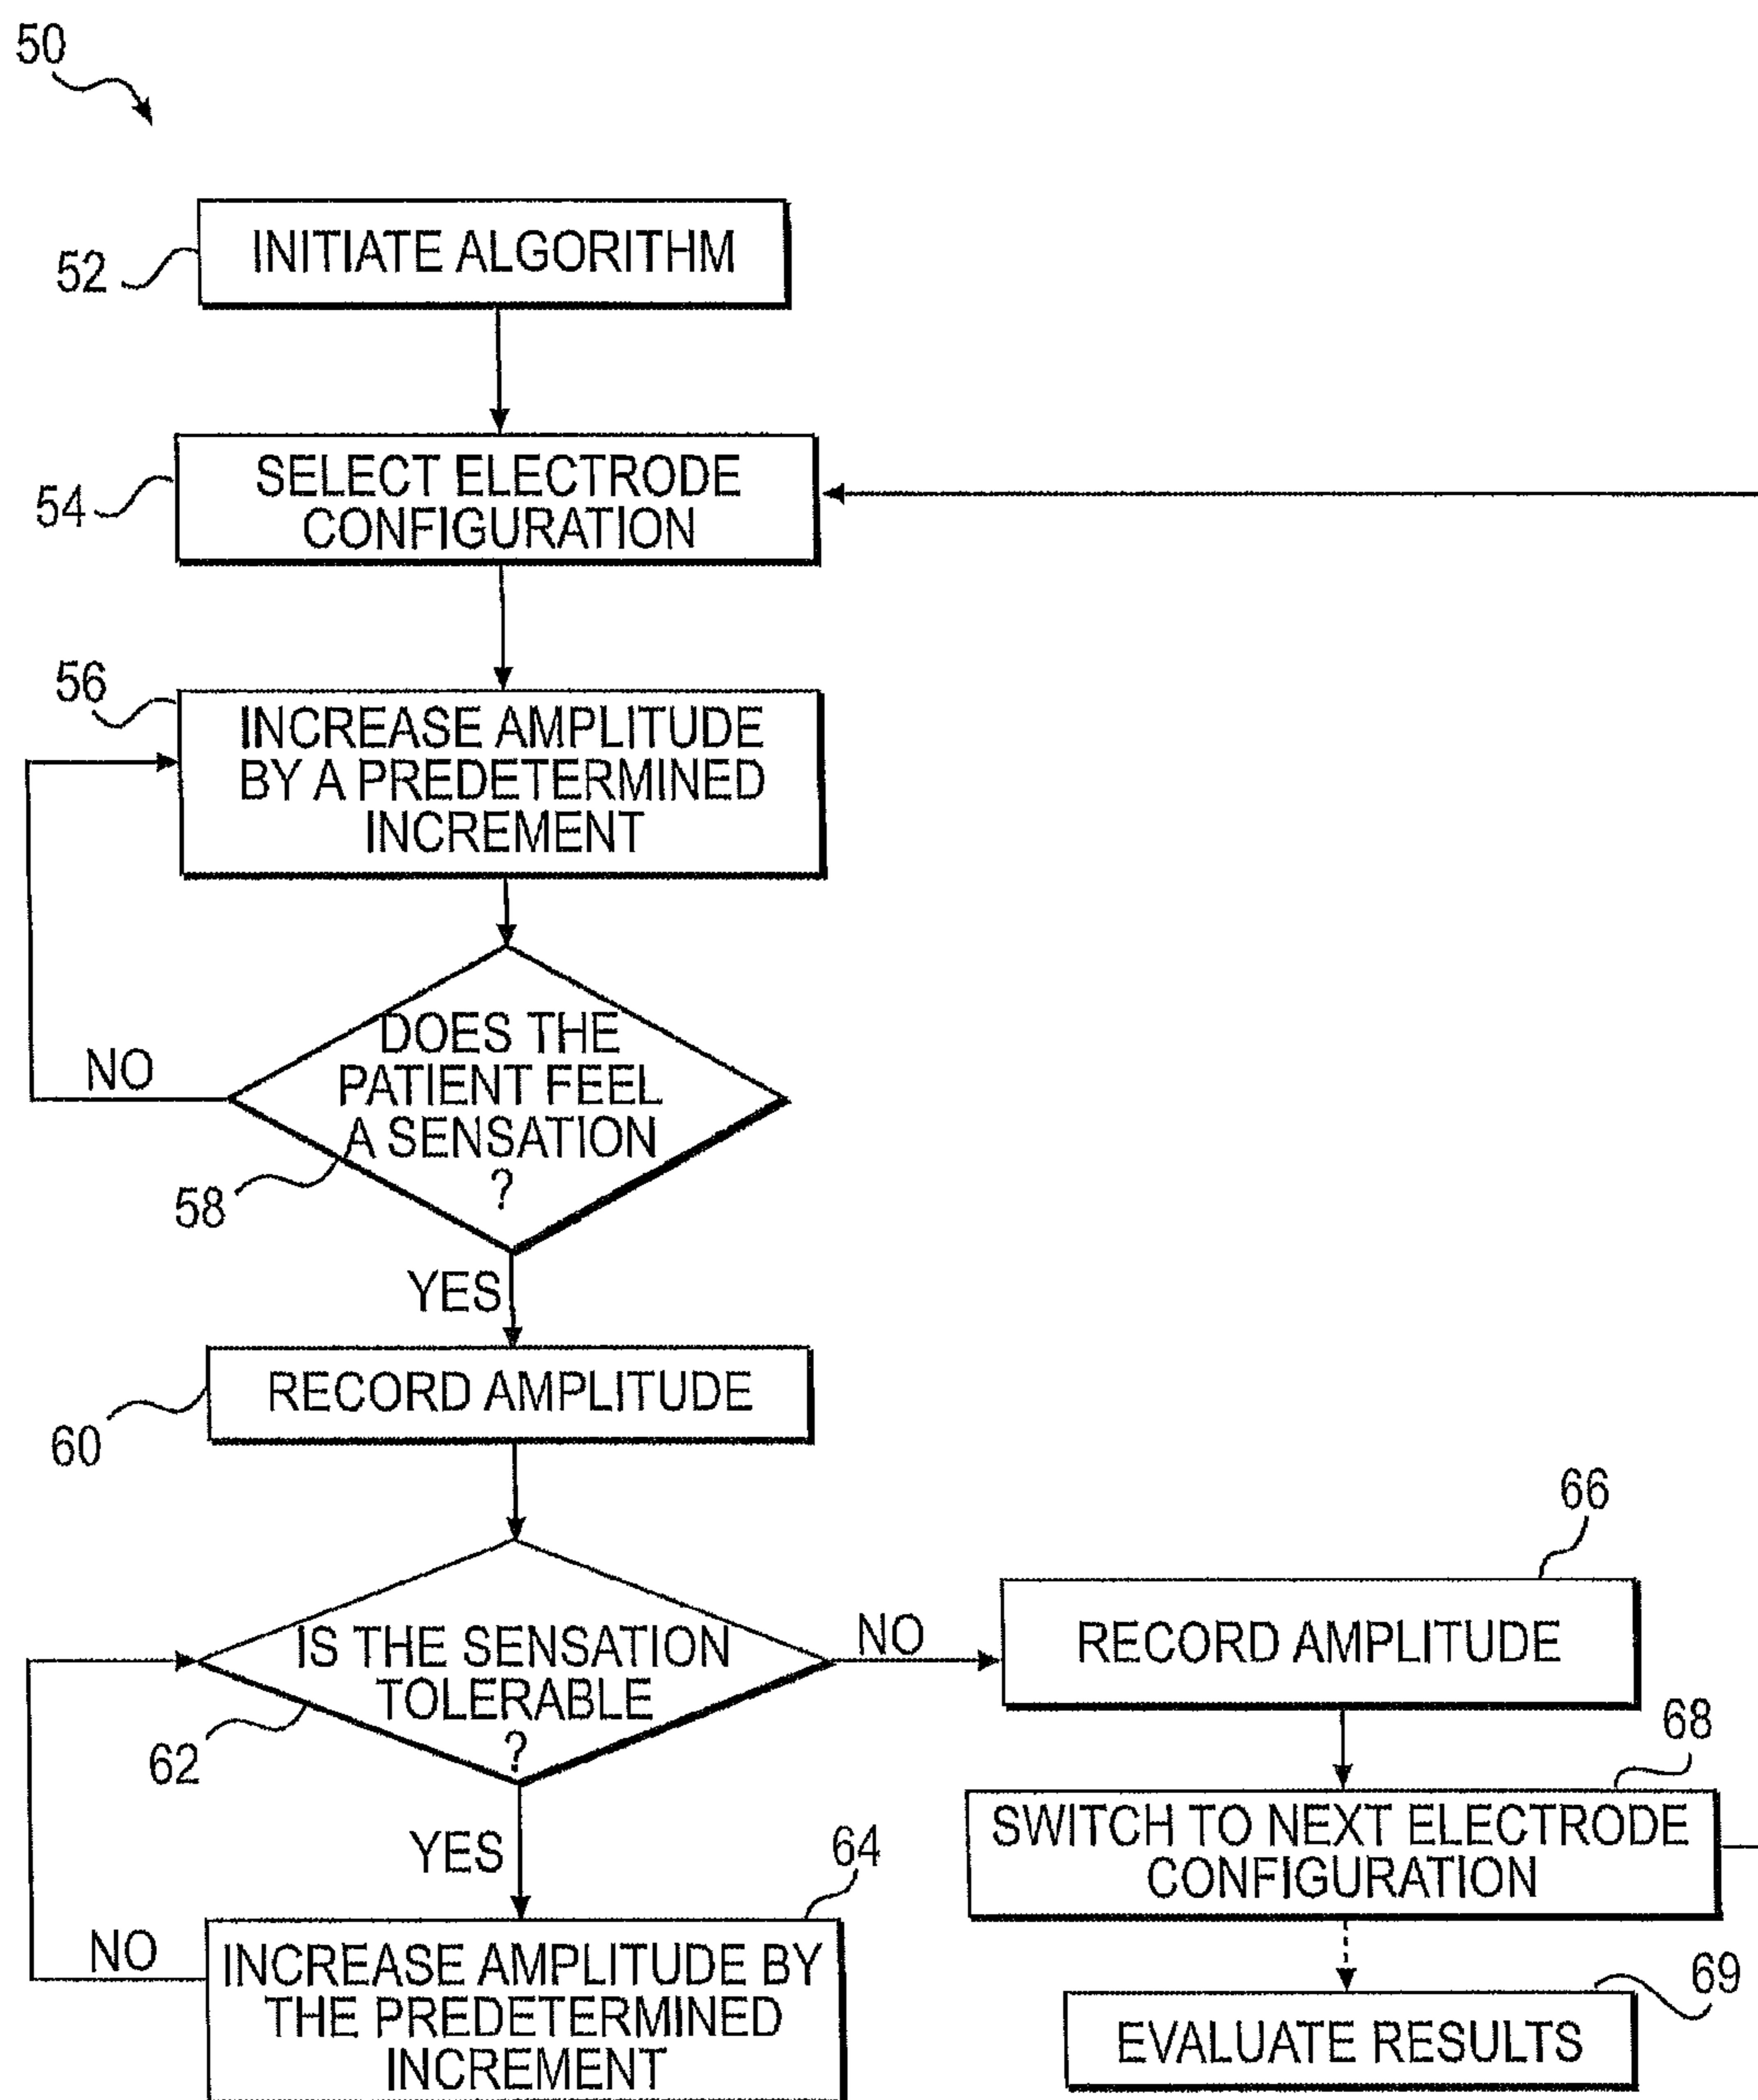 50
INITIATE ALGORITHM
52
SELECT ELECTRODE
CONFIGURATION
54
56
INCREASE AMPLITUDE
BY A PREDETERMINED
INCREMENT
DOES THE
PATIENT FEEL
A SENSATION
?
NO
58
YES
RECORD AMPLITUDE
60
66
IS THE SENSATION
TOLERABLE
?
NO
RECORD AMPLITUDE
62
68
YES
64
SWITCH TO NEXT ELECTRODE
CONFIGURATION
NO
INCREASE AMPLITUDE BY
THE PREDETERMINED
INCREMENT
69
EVALUATE RESULTS